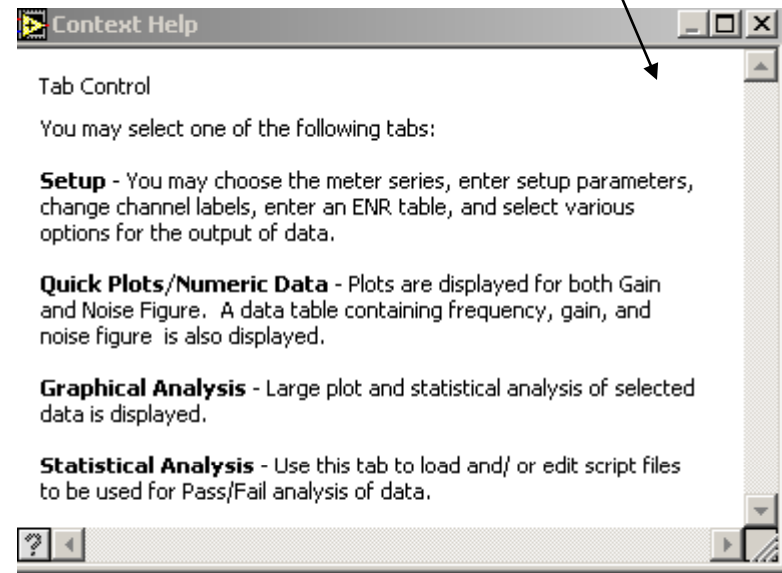 Context Help
Tab Control
You may select one of the following tabs:
Setup - You may choose the meter series, enter setup parameters,
change channel labels, enter an ENR table, and select various
options for the output of data.
Quick Plots/Numeric Data - Plots are displayed for both Gain
and Noise Figure.  A data table containing frequency, gain, and
noise figure  is also displayed.
Graphical Analysis - Large plot and statistical analysis of selected
data is displayed.
Statistical Analysis - Use this tab to load and/ or edit script files
to be used for Pass/Fail analysis of data.
?